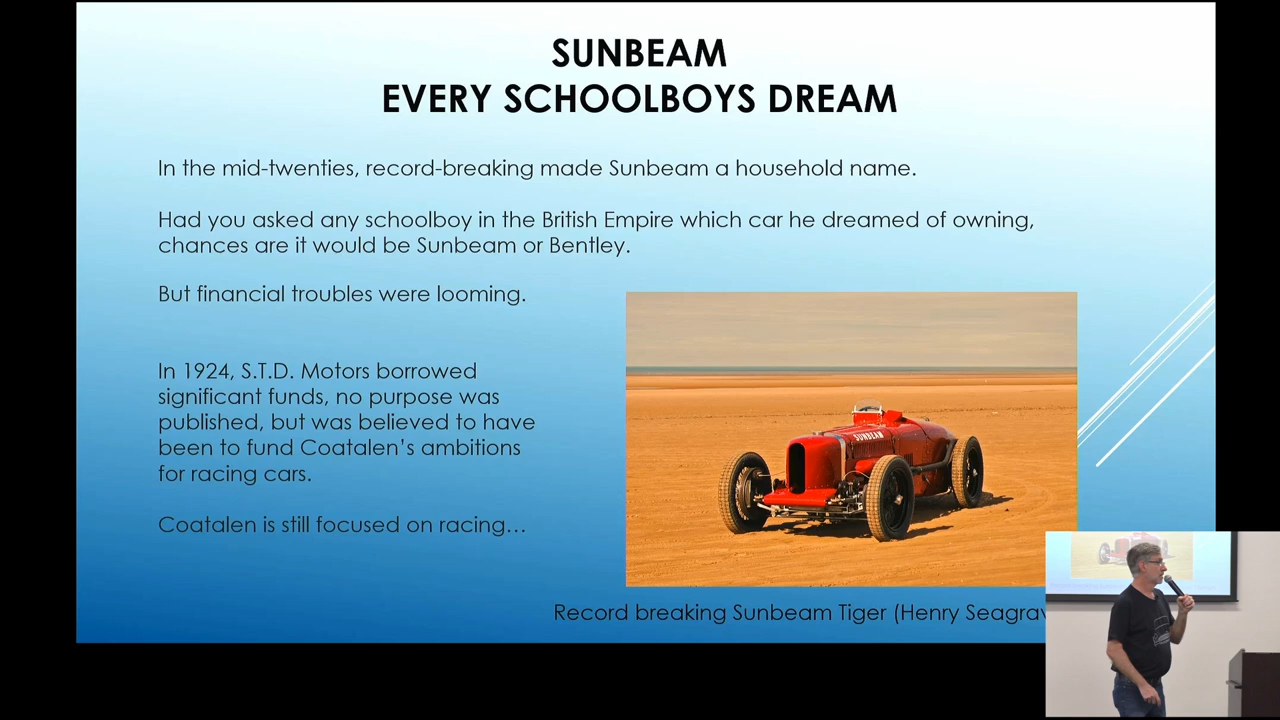 SUNBEAM
EVERY SCHOOLBOYS DREAM
In the mid-twenties, record-breaking made Sunbeam a household name.
Had you asked any schoolboy in the British Empire which car he dreamed of owning,
chances are it would be Sunbeam or Bentley.
But financial troubles were looming.
In 1924, S.T.D. Motors borrowed
significant funds, no purpose was
published, but was believed to have
been to fund Coatalen's ambitions
for racing cars.
Coatalen is still focused on racing…
SUNBEAM
Record breaking Sunbeam Tiger (Henry Seagrav